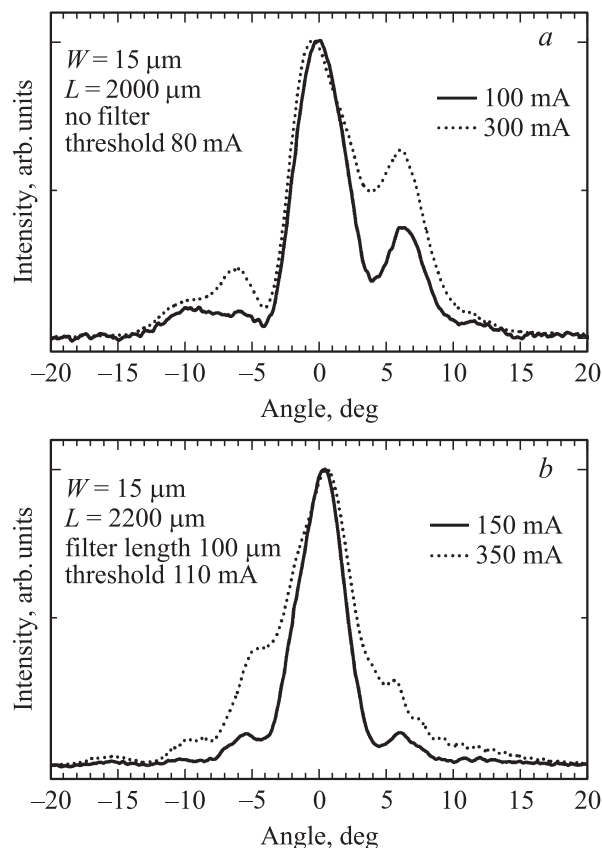 a
W = 15 μm
L = 2000 μm
no filter
threshold 80 mA
100 mA
300 mA
Intensity, arb. units
–20 –15 –10 –5 0 5 10 15 20
Angle, deg
b
W = 15 μm
L = 2200 μm
filter length 100 μm
threshold 110 mA
150 mA
350 mA
Intensity, arb. units
–20 –15 –10 –5 0 5 10 15 20
Angle, deg